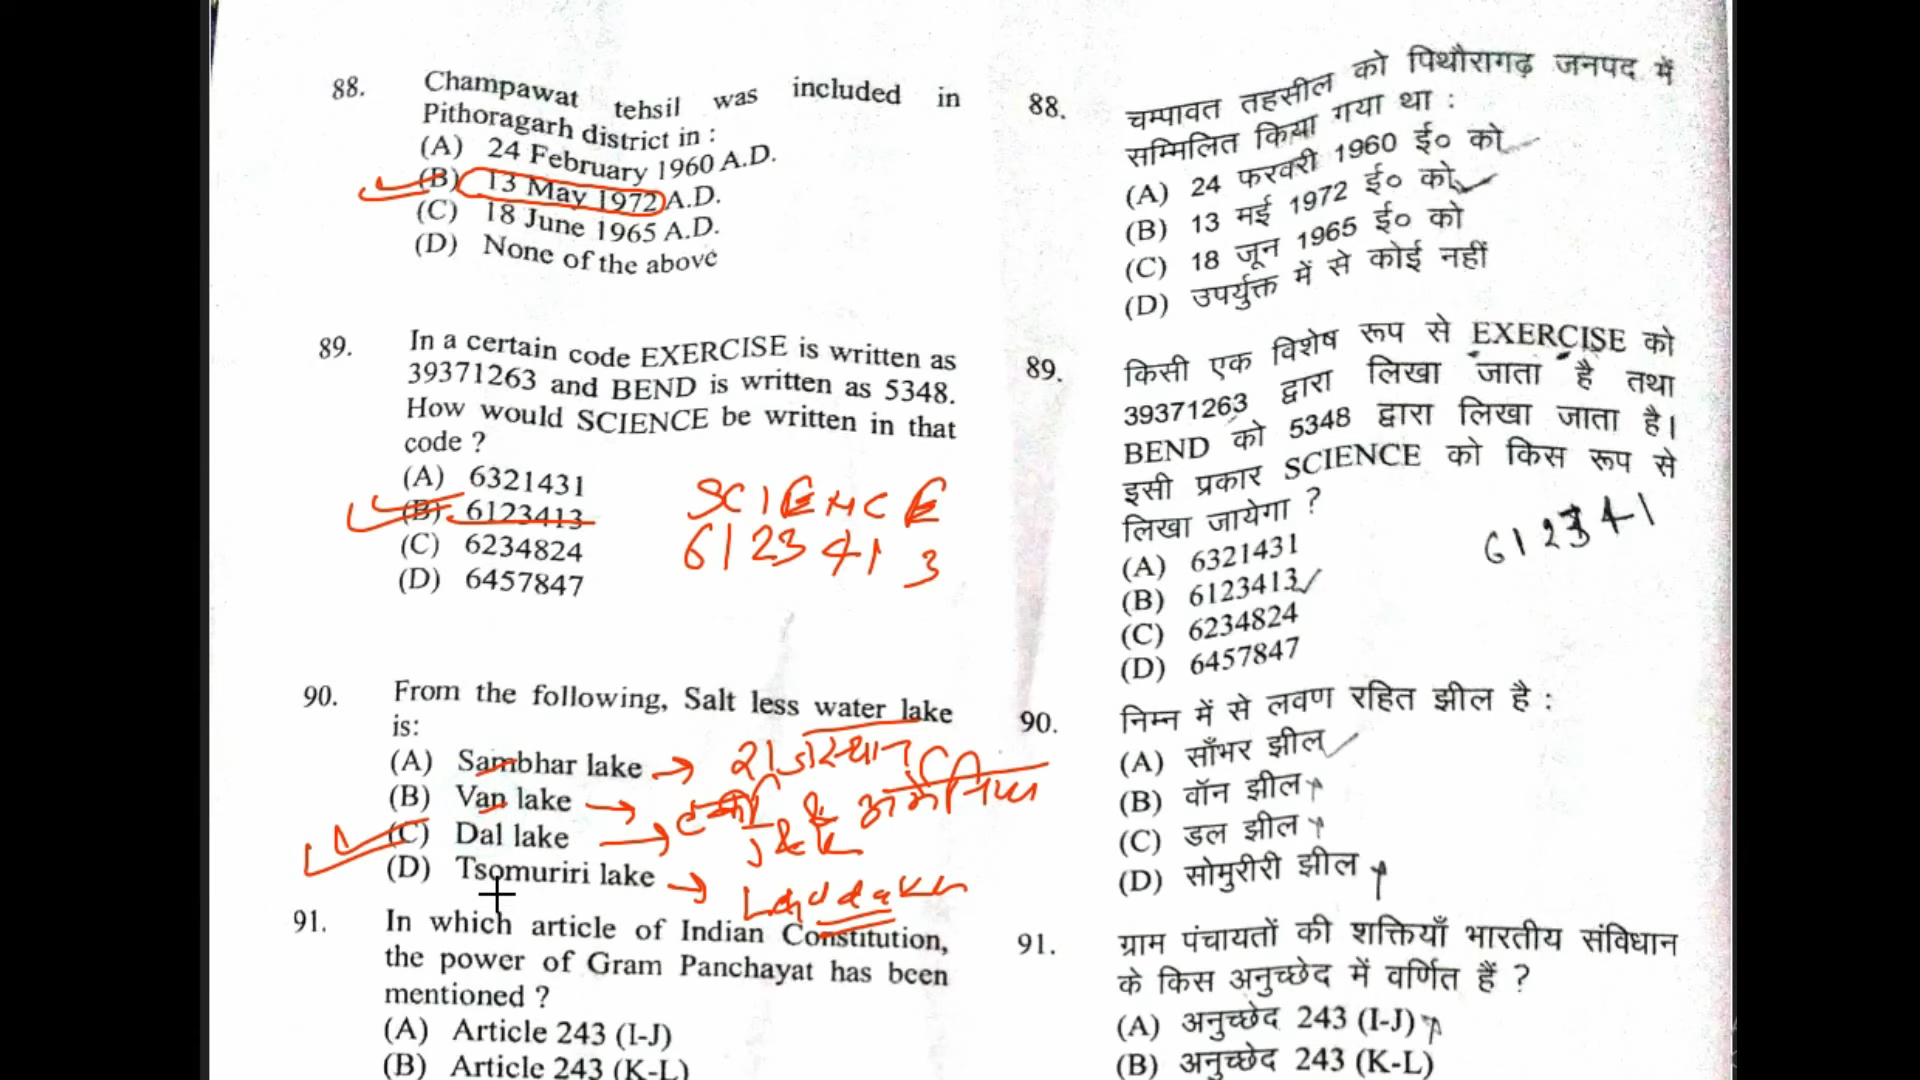 88. Champawat tehsil was included in
Pithoragarh district in :
(A) 24 February 1960 A.D.
(B) 13 May 1972 A.D.
(C) 18 June 1965 A.D.
(D) None of the above
89. In a certain code EXERCISE is written as
39371263 and BEND is written as 5348.
How would SCIENCE be written in that
code ?
(A) 6321431
(B) 6123413
(C) 6234824
(D) 6457847
SCIENCE
6123413
90. From the following, Salt less water lake
is:
(A) Sambhar lake → राजस्थान
(B) Van lake → टर्की & अर्मेनिया
(C) Dal lake → J&K
(D) Tsomuriri lake →
91. In which article of Indian Constitution,
the power of Gram Panchayat has been
mentioned ?
(A) Article 243 (I-J)
(B) Article 243 (K-L)
88. चम्पावत तहसील को पिथौरागढ़ जनपद में
सम्मिलित किया गया था :
(A) 24 फरवरी 1960 ई० को
(B) 13 मई 1972 ई० को
(C) 18 जून 1965 ई० को
(D) उपर्युक्त में से कोई नहीं
89. किसी एक विशेष रूप से EXERCISE को
39371263 द्वारा लिखा जाता है तथा
BEND को 5348 द्वारा लिखा जाता है।
इसी प्रकार SCIENCE को किस रूप से
लिखा जायेगा ?
612341
(A) 6321431
(B) 6123413
(C) 6234824
(D) 6457847
90. निम्न में से लवण रहित झील है :
(A) साँभर झील
(B) वॉन झील
(C) डल झील
(D) सोमुरीरी झील
91. ग्राम पंचायतों की शक्तियाँ भारतीय संविधान
के किस अनुच्छेद में वर्णित हैं ?
(A) अनुच्छेद 243 (I-J)
(B) अनुच्छेद 243 (K-L)